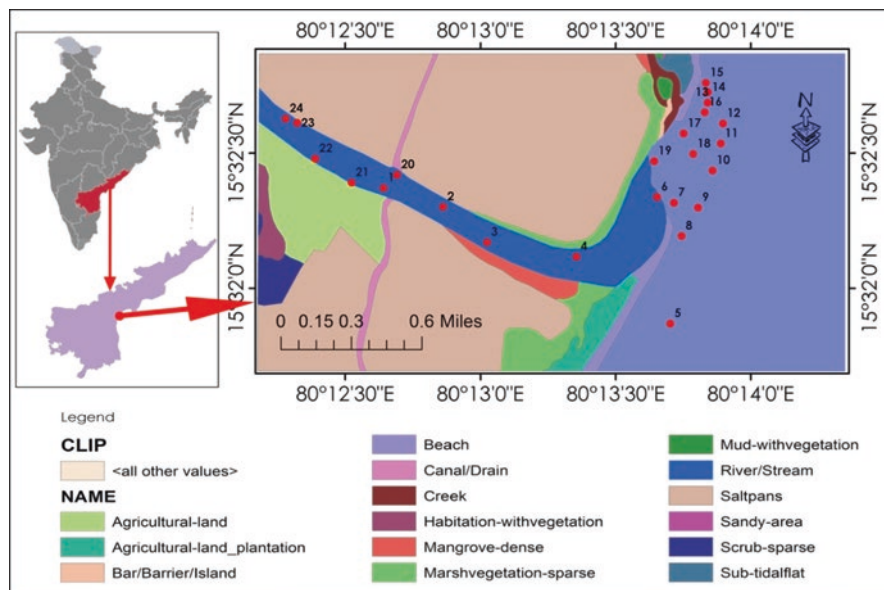 80°12'30"E 80°13'0"E 80°13'30"E 80°14'0"E
15°32'30"N 15°32'0"N
15°32'30"N 15°32'0"N
N
15
14
13
16
12
17
11
18
19
10
24
23
22
21
1
20
2
3
4
6
7
9
8
5
0 0.15 0.3 0.6 Miles
80°12'30"E 80°13'0"E 80°13'30"E 80°14'0"E
Legend
CLIP
<all other values>
NAME
Agricultural-land
Agricultural-land_plantation
Bar/Barrier/Island
Beach
Canal/Drain
Creek
Habitation-withvegetation
Mangrove-dense
Marshvegetation-sparse
Mud-withvegetation
River/Stream
Saltpans
Sandy-area
Scrub-sparse
Sub-tidalflat